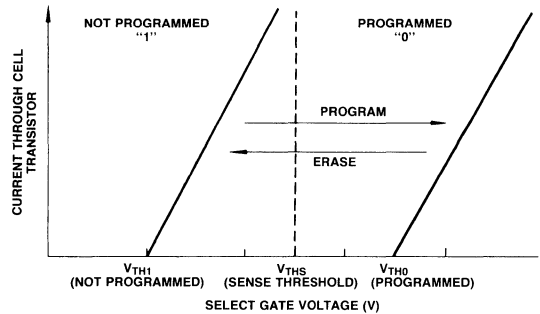 NOT PROGRAMMED
“1”
PROGRAMMED
“0”
PROGRAM
ERASE
CURRENT THROUGH CELL
TRANSISTOR
VTH1
(NOT PROGRAMMED)
VTHS
(SENSE THRESHOLD)
VTH0
(PROGRAMMED)
SELECT GATE VOLTAGE (V)